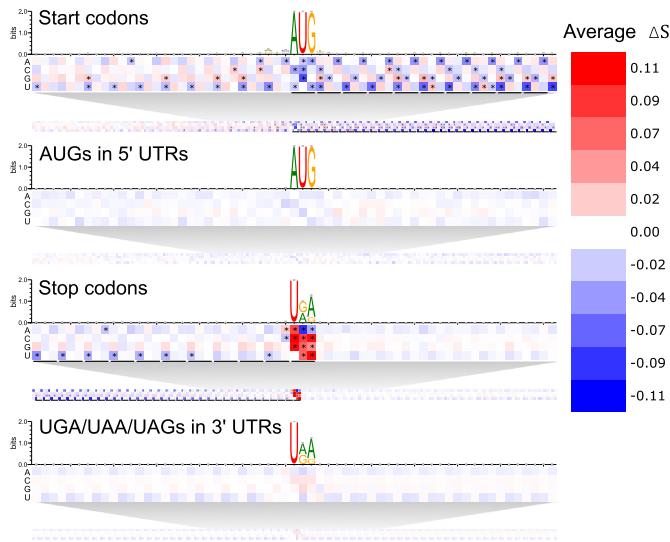 Start codons
Average ΔS
bits
2.0
1.0
0.0
AUG
A
C
G
U
0.11
0.09
0.07
0.04
0.02
0.00
-0.02
-0.04
-0.07
-0.09
-0.11
AUGs in 5' UTRs
bits
2.0
1.0
0.0
AUG
A
C
G
U
Stop codons
bits
2.0
1.0
0.0
U G A
A G
A
C
G
U
UGA/UAA/UAGs in 3' UTRs
bits
2.0
1.0
0.0
U A A
G G
A
C
G
U